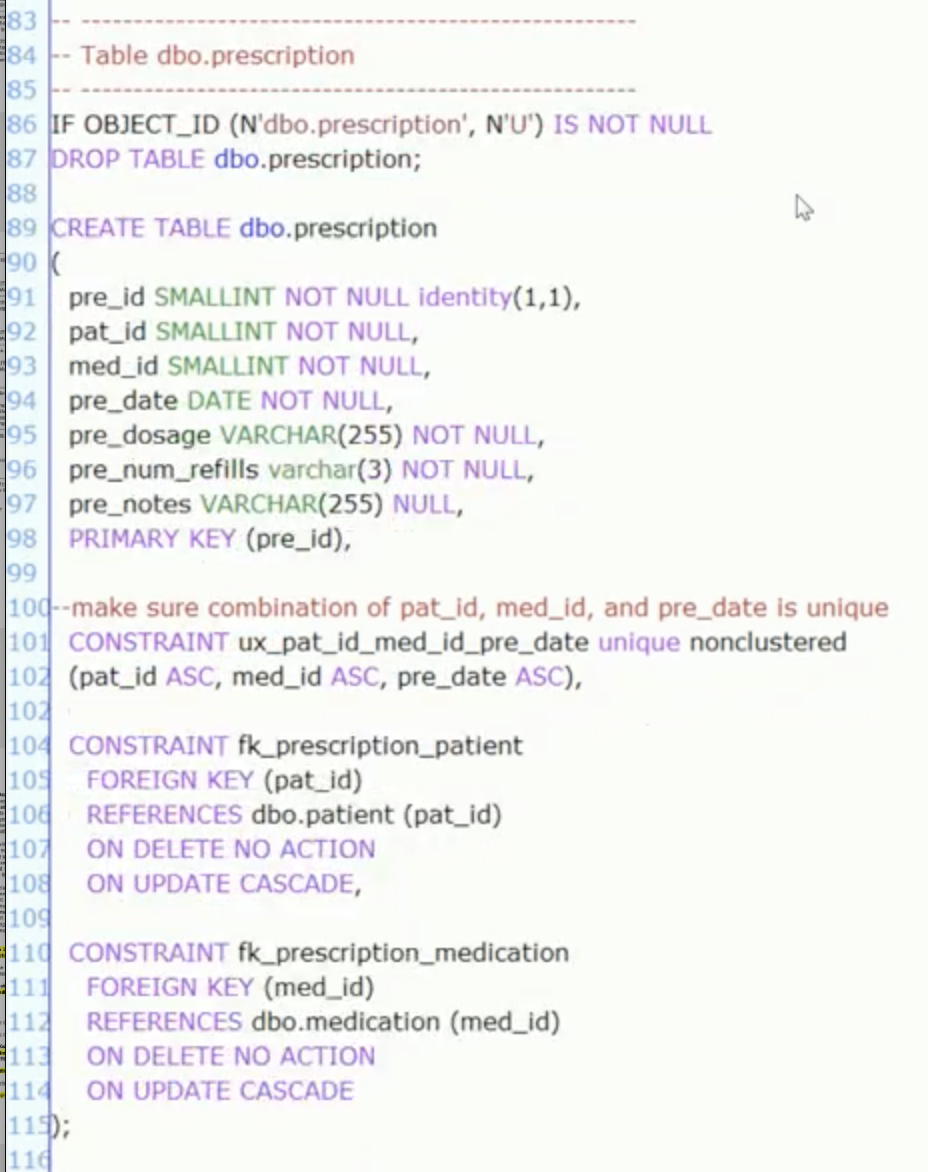 83 -- --------------------------------------------------
84 -- Table dbo.prescription
85 -- --------------------------------------------------
86 IF OBJECT_ID (N'dbo.prescription', N'U') IS NOT NULL
87 DROP TABLE dbo.prescription;
88
89 CREATE TABLE dbo.prescription
90 (
91   pre_id SMALLINT NOT NULL identity(1,1),
92   pat_id SMALLINT NOT NULL,
93   med_id SMALLINT NOT NULL,
94   pre_date DATE NOT NULL,
95   pre_dosage VARCHAR(255) NOT NULL,
96   pre_num_refills varchar(3) NOT NULL,
97   pre_notes VARCHAR(255) NULL,
98   PRIMARY KEY (pre_id),
99
100 --make sure combination of pat_id, med_id, and pre_date is unique
101   CONSTRAINT ux_pat_id_med_id_pre_date unique nonclustered
102   (pat_id ASC, med_id ASC, pre_date ASC),
102
104   CONSTRAINT fk_prescription_patient
105     FOREIGN KEY (pat_id)
106     REFERENCES dbo.patient (pat_id)
107     ON DELETE NO ACTION
108     ON UPDATE CASCADE,
109
110   CONSTRAINT fk_prescription_medication
111     FOREIGN KEY (med_id)
112     REFERENCES dbo.medication (med_id)
113     ON DELETE NO ACTION
114     ON UPDATE CASCADE
115 );
116